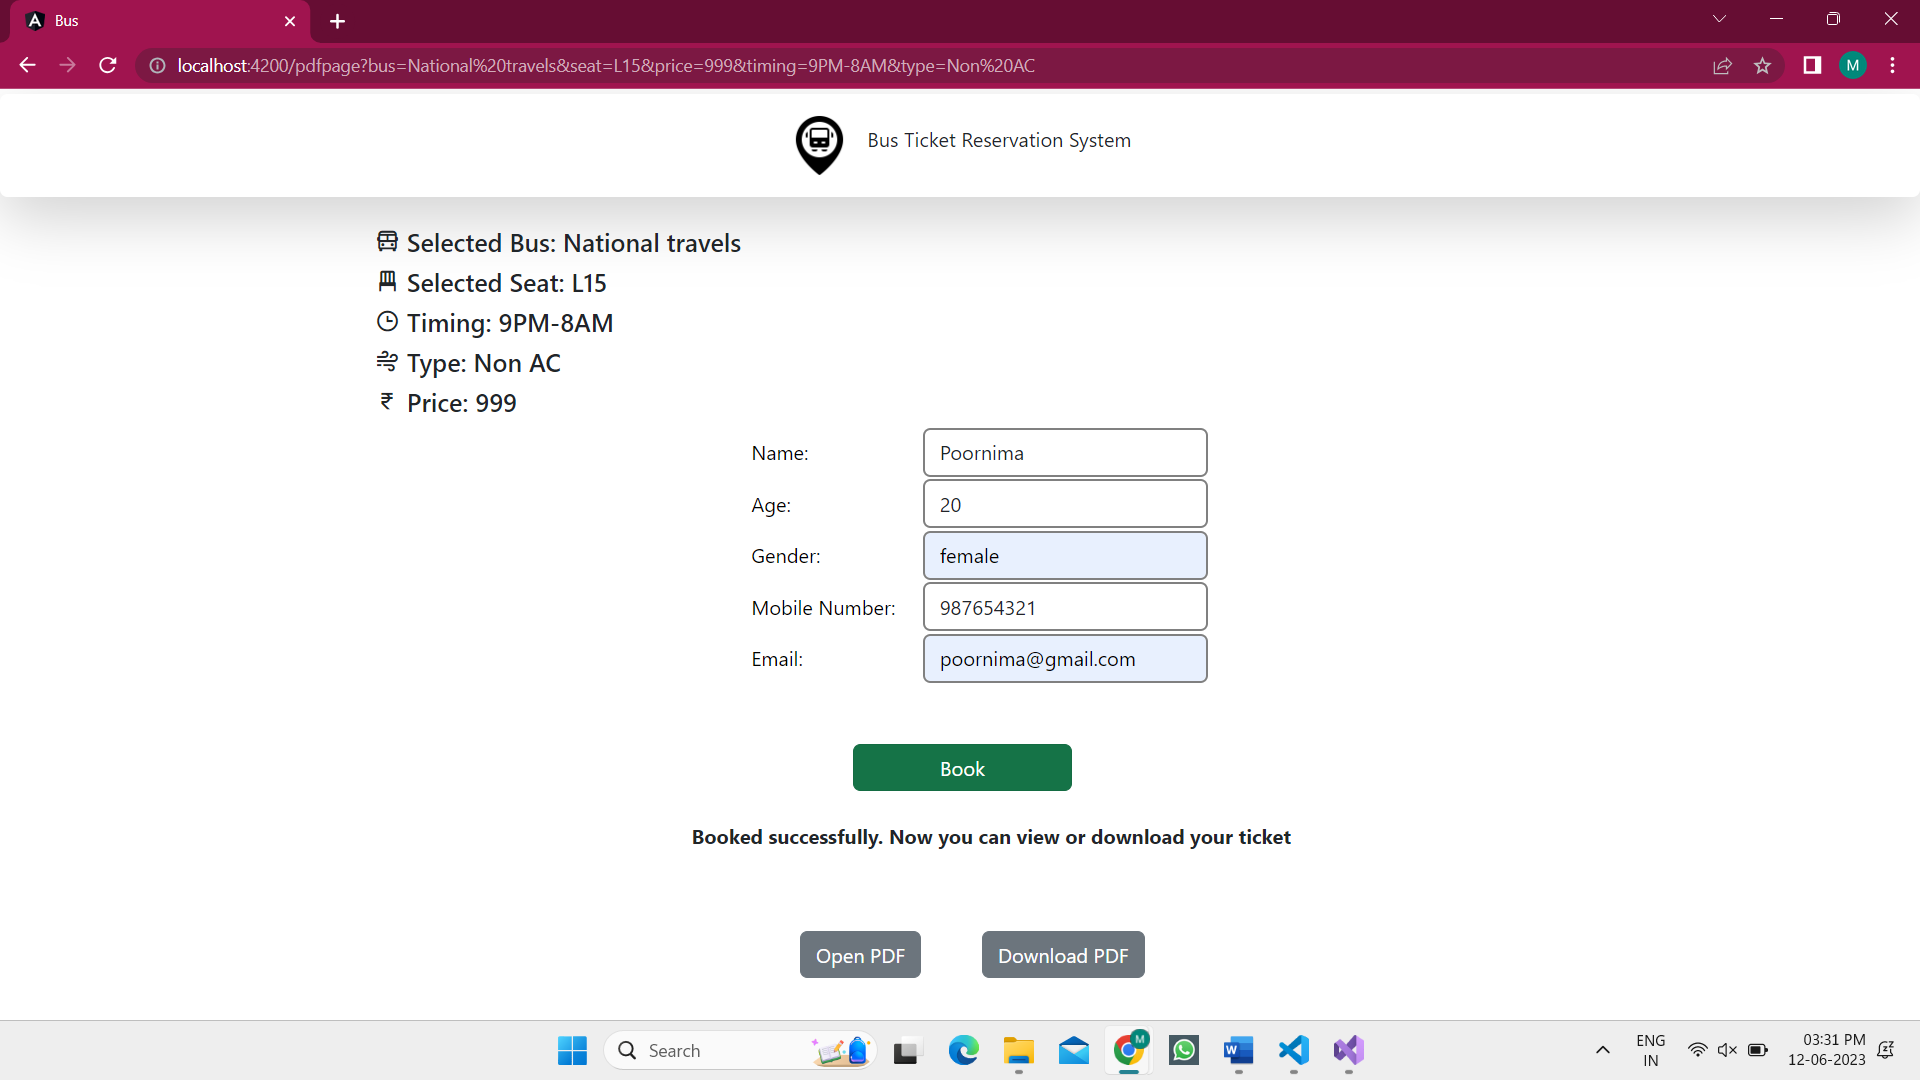 Bus
localhost:4200/pdfpage?bus=National%20travels&seat=L15&price=999&timing=9PM-8AM&type=Non%20AC
M
Bus Ticket Reservation System
Selected Bus: National travels
Selected Seat: L15
Timing: 9PM-8AM
Type: Non AC
₹ Price: 999
Name: Poornima
Age: 20
Gender: female
Mobile Number: 987654321
Email: poornima@gmail.com
Book
Booked successfully. Now you can view or download your ticket
Open PDF Download PDF
Search
M
ENG
IN
03:31 PM
12-06-2023